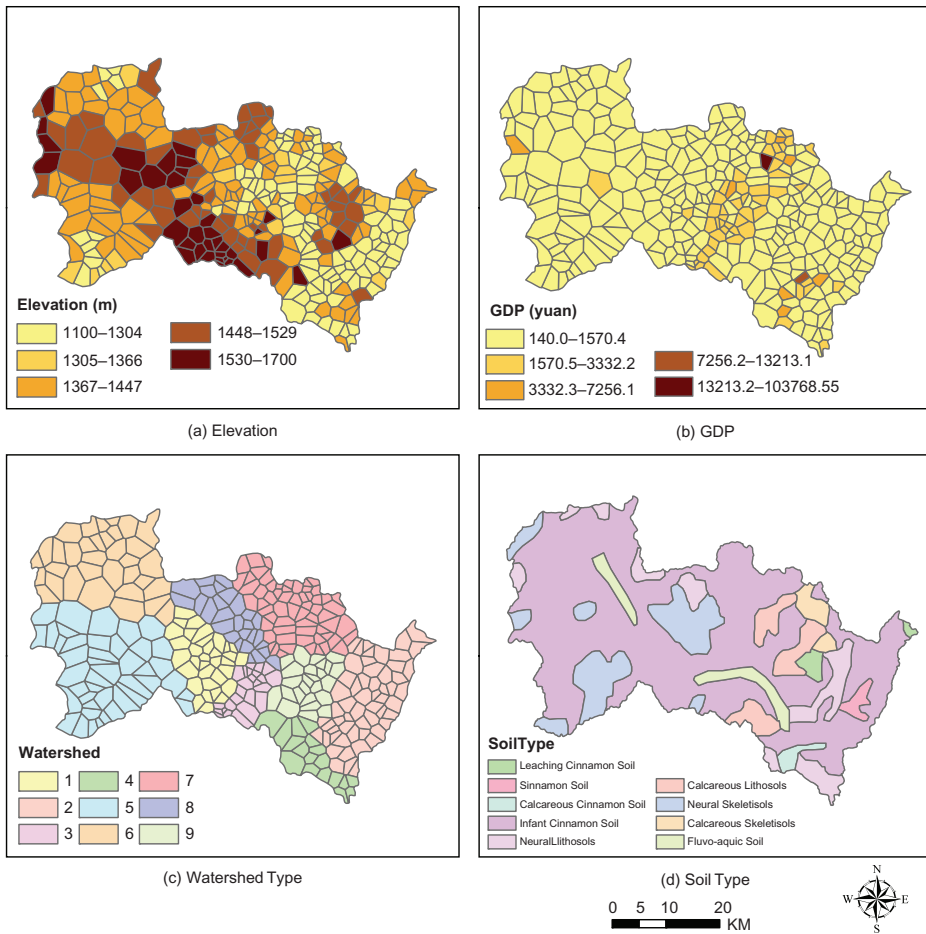 Elevation (m)
1100–1304
1305–1366
1367–1447
1448–1529
1530–1700
(a) Elevation
GDP (yuan)
140.0–1570.4
1570.5–3332.2
3332.3–7256.1
7256.2–13213.1
13213.2–103768.55
(b) GDP
Watershed
1 4 7
2 5 8
3 6 9
(c) Watershed Type
SoilType
Leaching Cinnamon Soil
Sinnamon Soil
Calcareous Cinnamon Soil
Infant Cinnamon Soil
NeuralLlithosols
Calcareous Lithosols
Neural Skeletisols
Calcareous Skeletisols
Fluvo-aquic Soil
(d) Soil Type
0 5 10 20
KM
N
W E
S